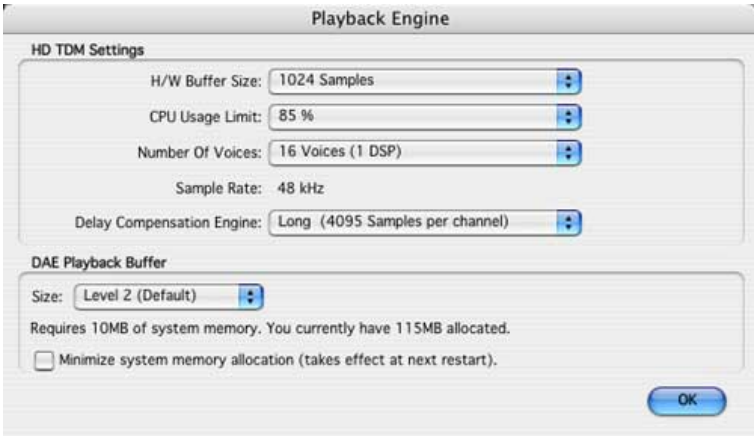 Playback Engine
HD TDM Settings
H/W Buffer Size: 1024 Samples
CPU Usage Limit: 85 %
Number Of Voices: 16 Voices (1 DSP)
Sample Rate: 48 kHz
Delay Compensation Engine: Long (4095 Samples per channel)
DAE Playback Buffer
Size: Level 2 (Default)
Requires 10MB of system memory. You currently have 115MB allocated.
Minimize system memory allocation (takes effect at next restart).
OK